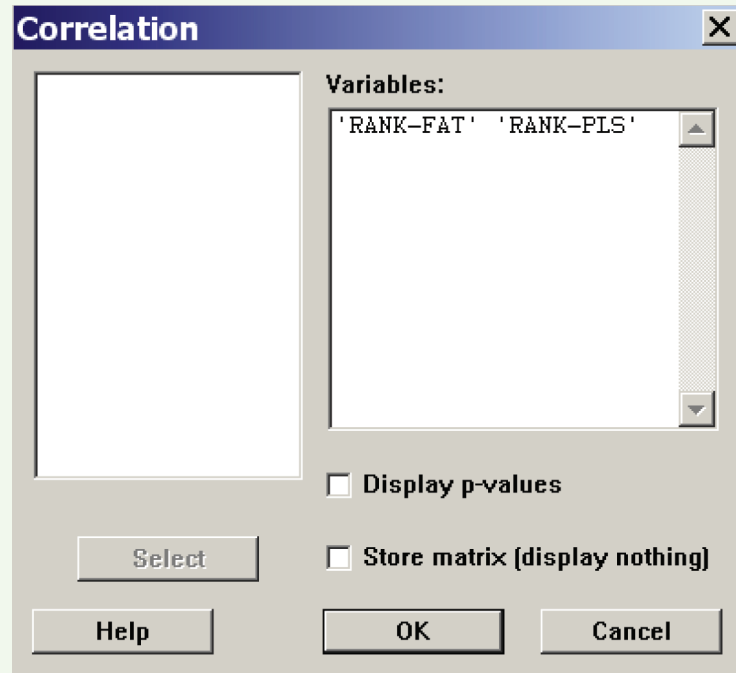 Correlation
Variables:
'RANK-FAT' 'RANK-PLS'
Display p-values
Select
Store matrix (display nothing)
Help
OK
Cancel